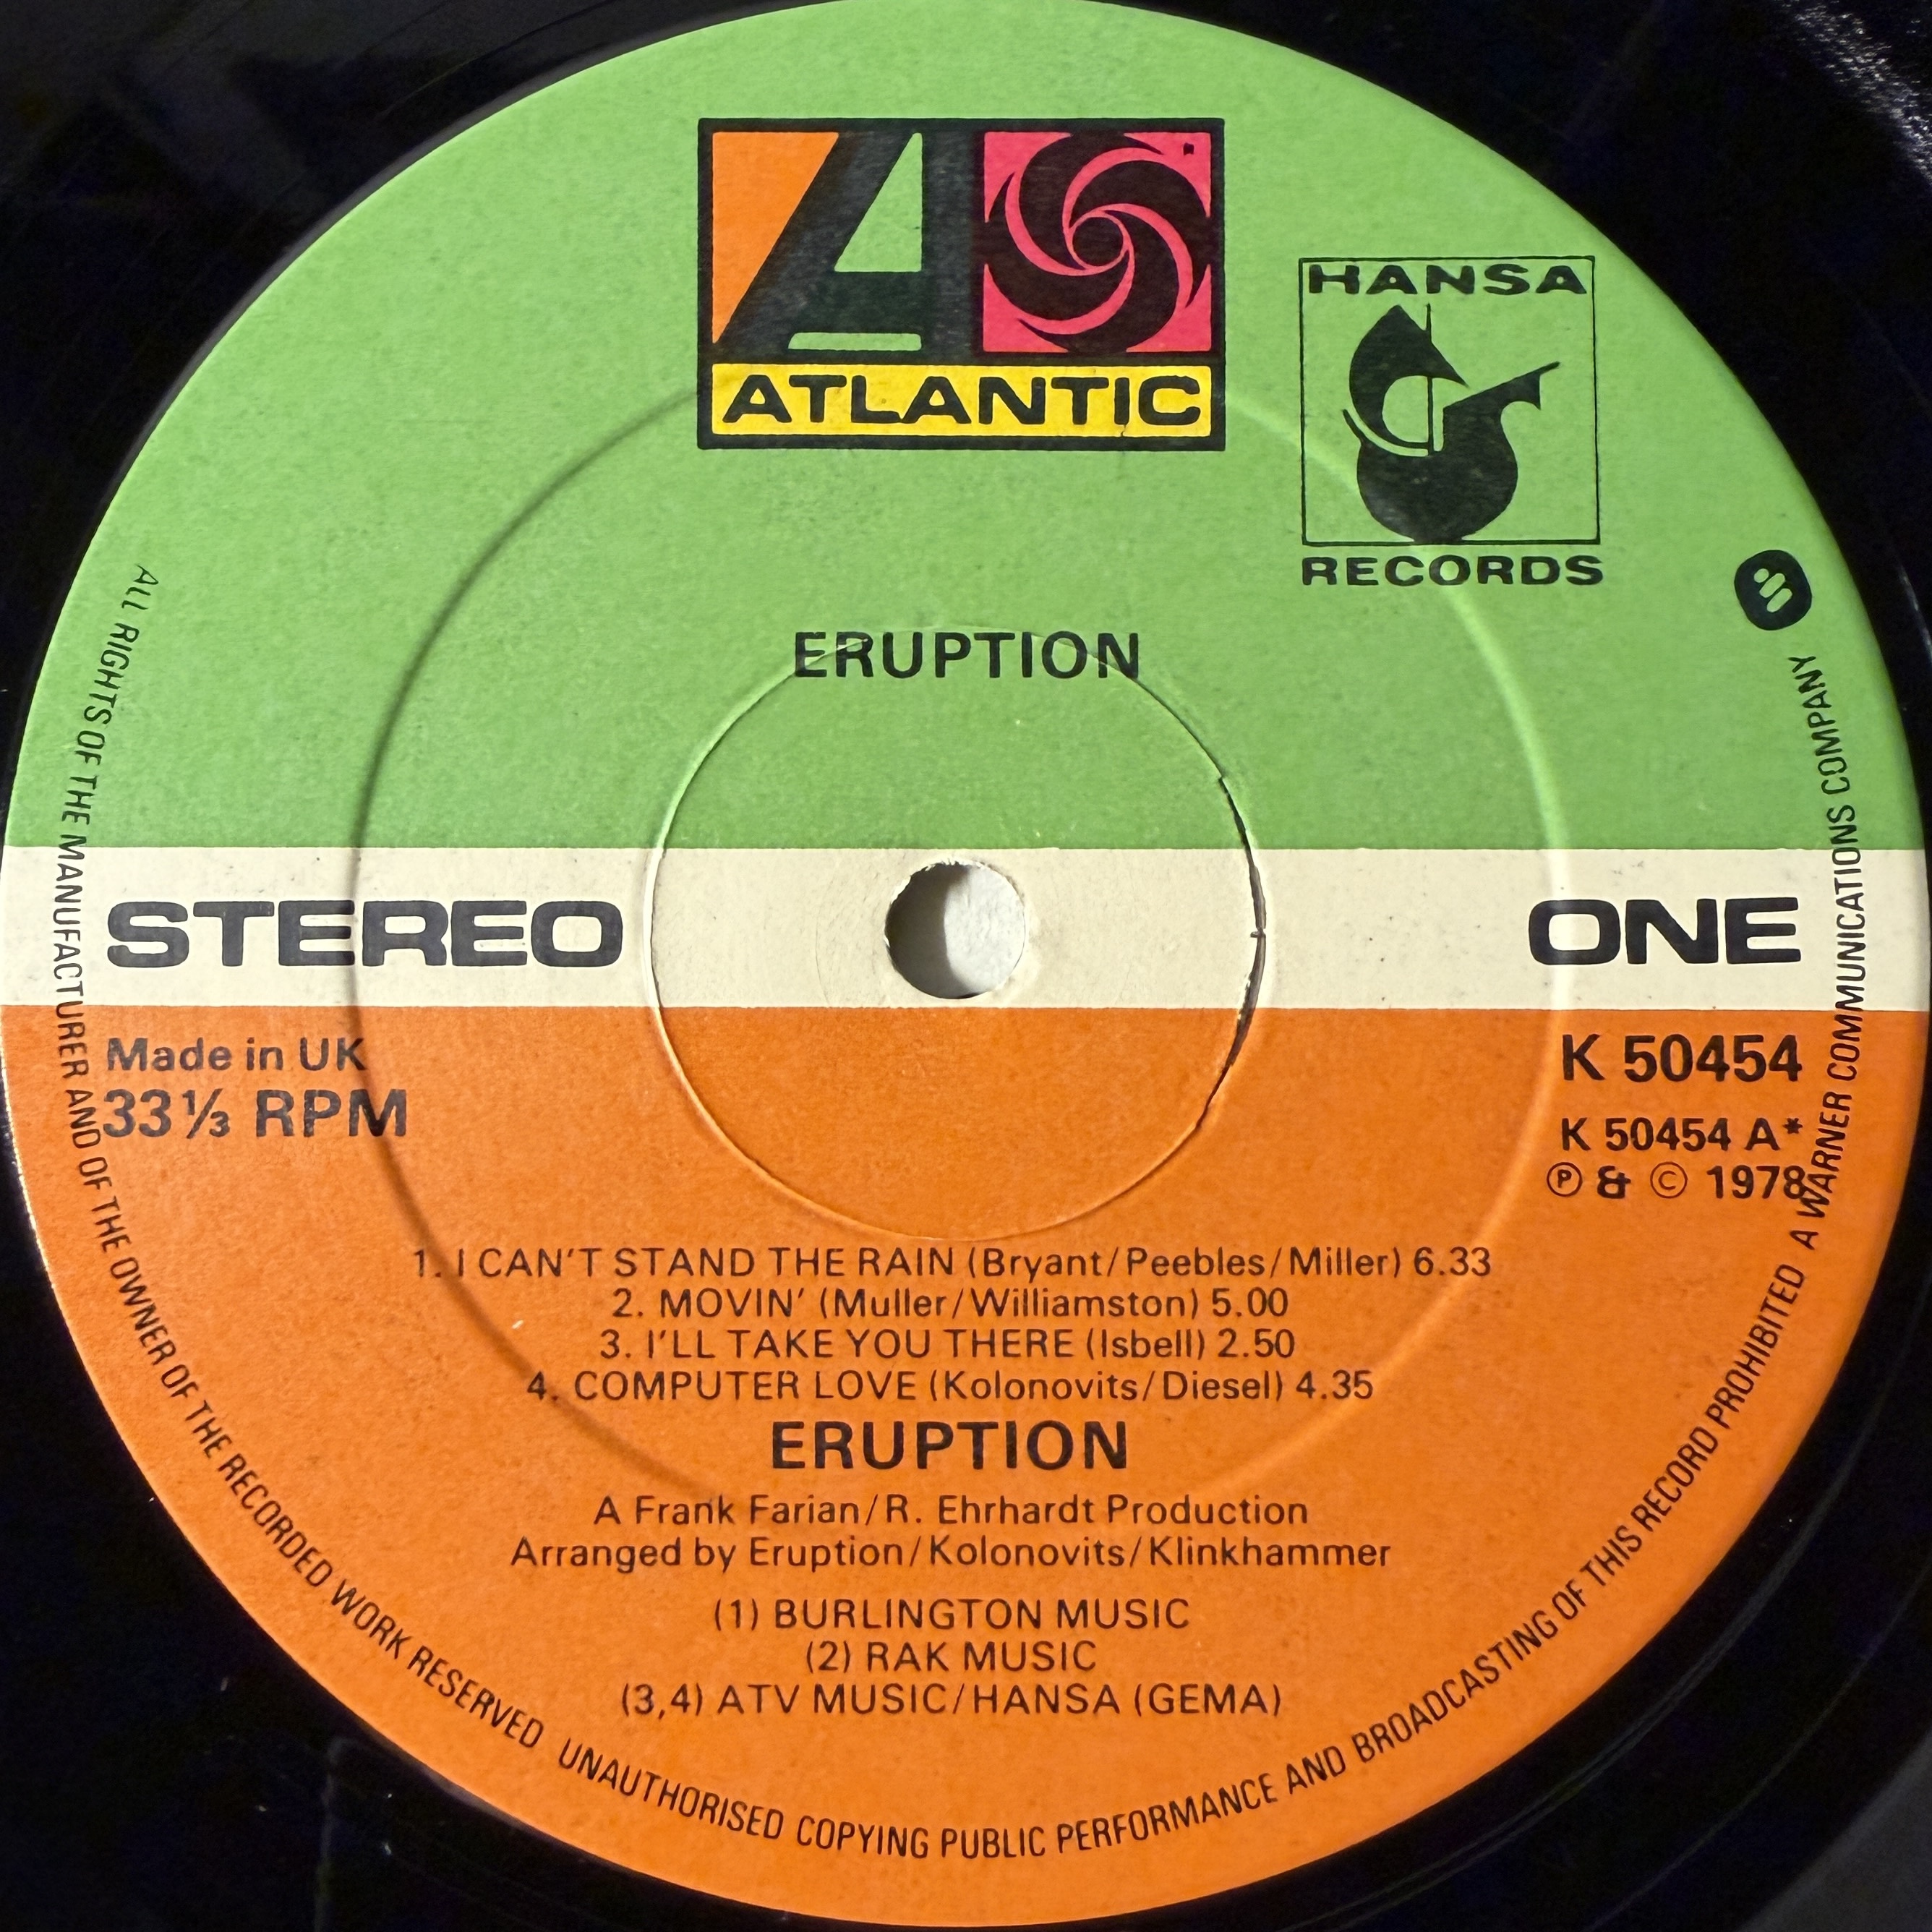 ATLANTIC
HANSA
RECORDS
ERUPTION
STEREO
ONE
Made in UK
33⅓ RPM
K 50454
K 50454 A*
Ⓟ & © 1978
1. I CAN'T STAND THE RAIN (Bryant/Peebles/Miller) 6.33
2. MOVIN' (Muller/Williamston) 5.00
3. I'LL TAKE YOU THERE (Isbell) 2.50
4. COMPUTER LOVE (Kolonovits/Diesel) 4.35
ERUPTION
A Frank Farian/R. Ehrhardt Production
Arranged by Eruption/Kolonovits/Klinkhammer
(1) BURLINGTON MUSIC
(2) RAK MUSIC
(3,4) ATV MUSIC/HANSA (GEMA)
ALL RIGHTS OF THE MANUFACTURER AND OF THE OWNER OF THE RECORDED WORK RESERVED UNAUTHORISED COPYING PUBLIC PERFORMANCE AND BROADCASTING OF THIS RECORD PROHIBITED A WARNER COMMUNICATIONS COMPANY